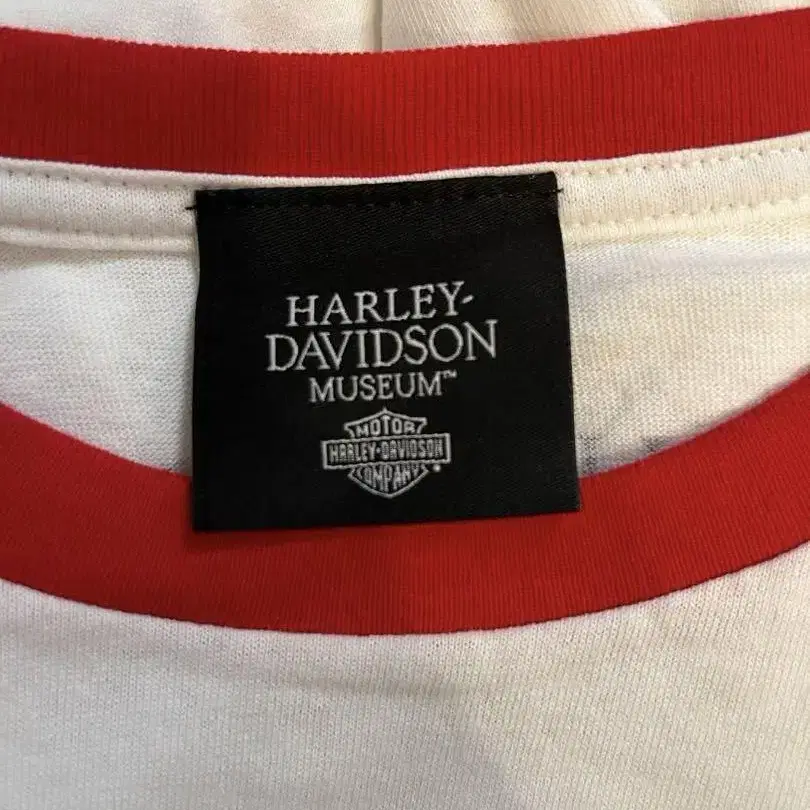 HARLEY-
DAVIDSON
MUSEUM™
MOTOR
HARLEY-DAVIDSON
COMPANY